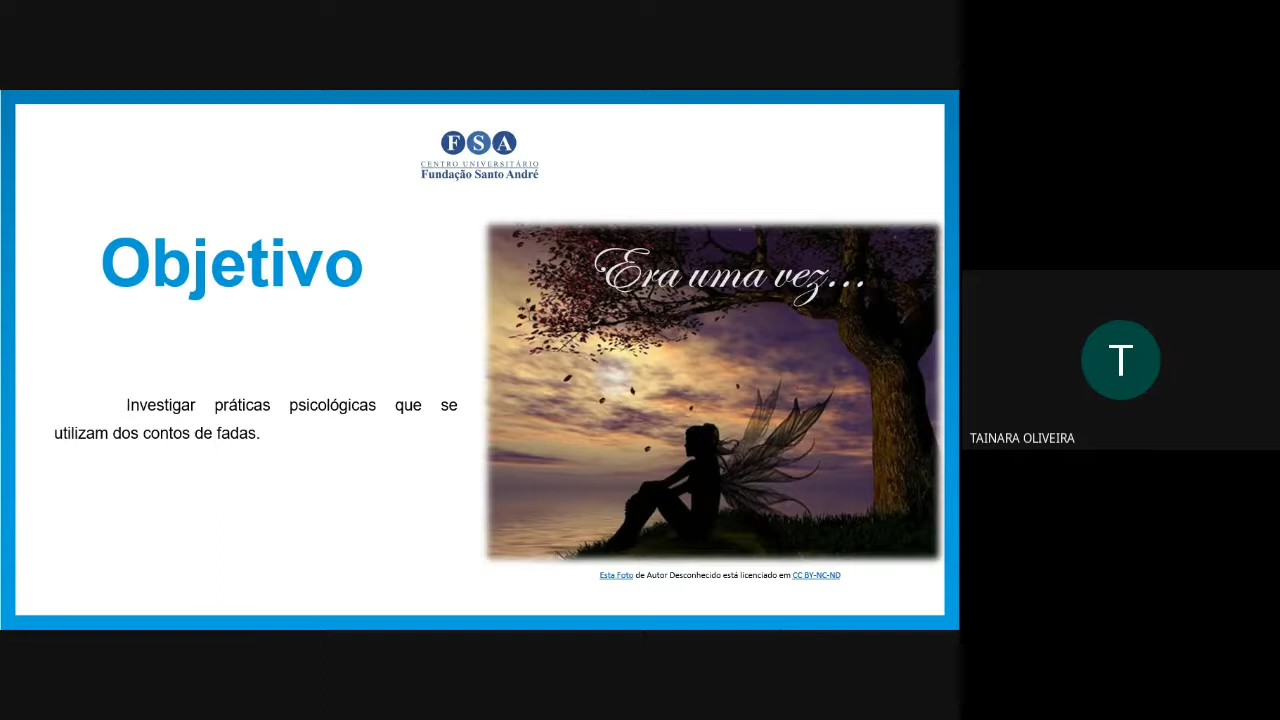 F S A
CENTRO UNIVERSITÁRIO
Fundação Santo André
Objetivo
Investigar práticas psicológicas que se
utilizam dos contos de fadas.
Era uma vez...
Esta Foto de Autor Desconhecido está licenciado em CC BY-NC-ND
T
TAINARA OLIVEIRA